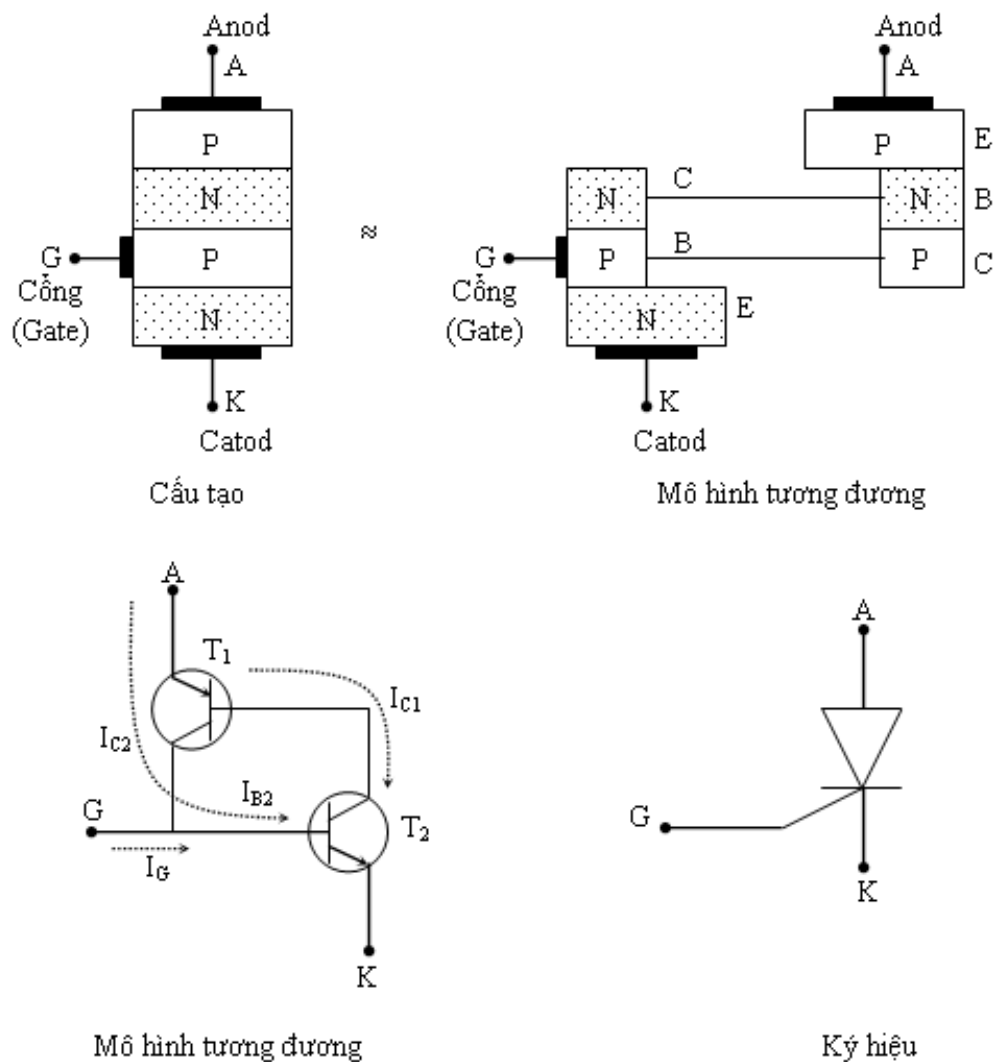 Anod
A
P
N
P
N
G
Cổng
(Gate)
K
Catod
Cấu tạo
≈
Anod
A
P
E
N
C
N
B
P
B
P
C
G
Cổng
(Gate)
N
E
K
Catod
Mô hình tương đương
A
T1
IC1
IC2
IB2
G
T2
IG
K
Mô hình tương đương
A
G
K
Ký hiệu